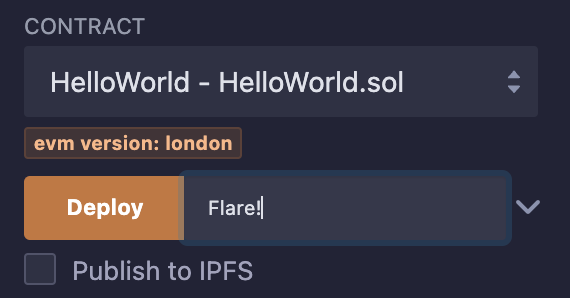 CONTRACT
HelloWorld - HelloWorld.sol
evm version: london
Deploy Flare!
Publish to IPFS